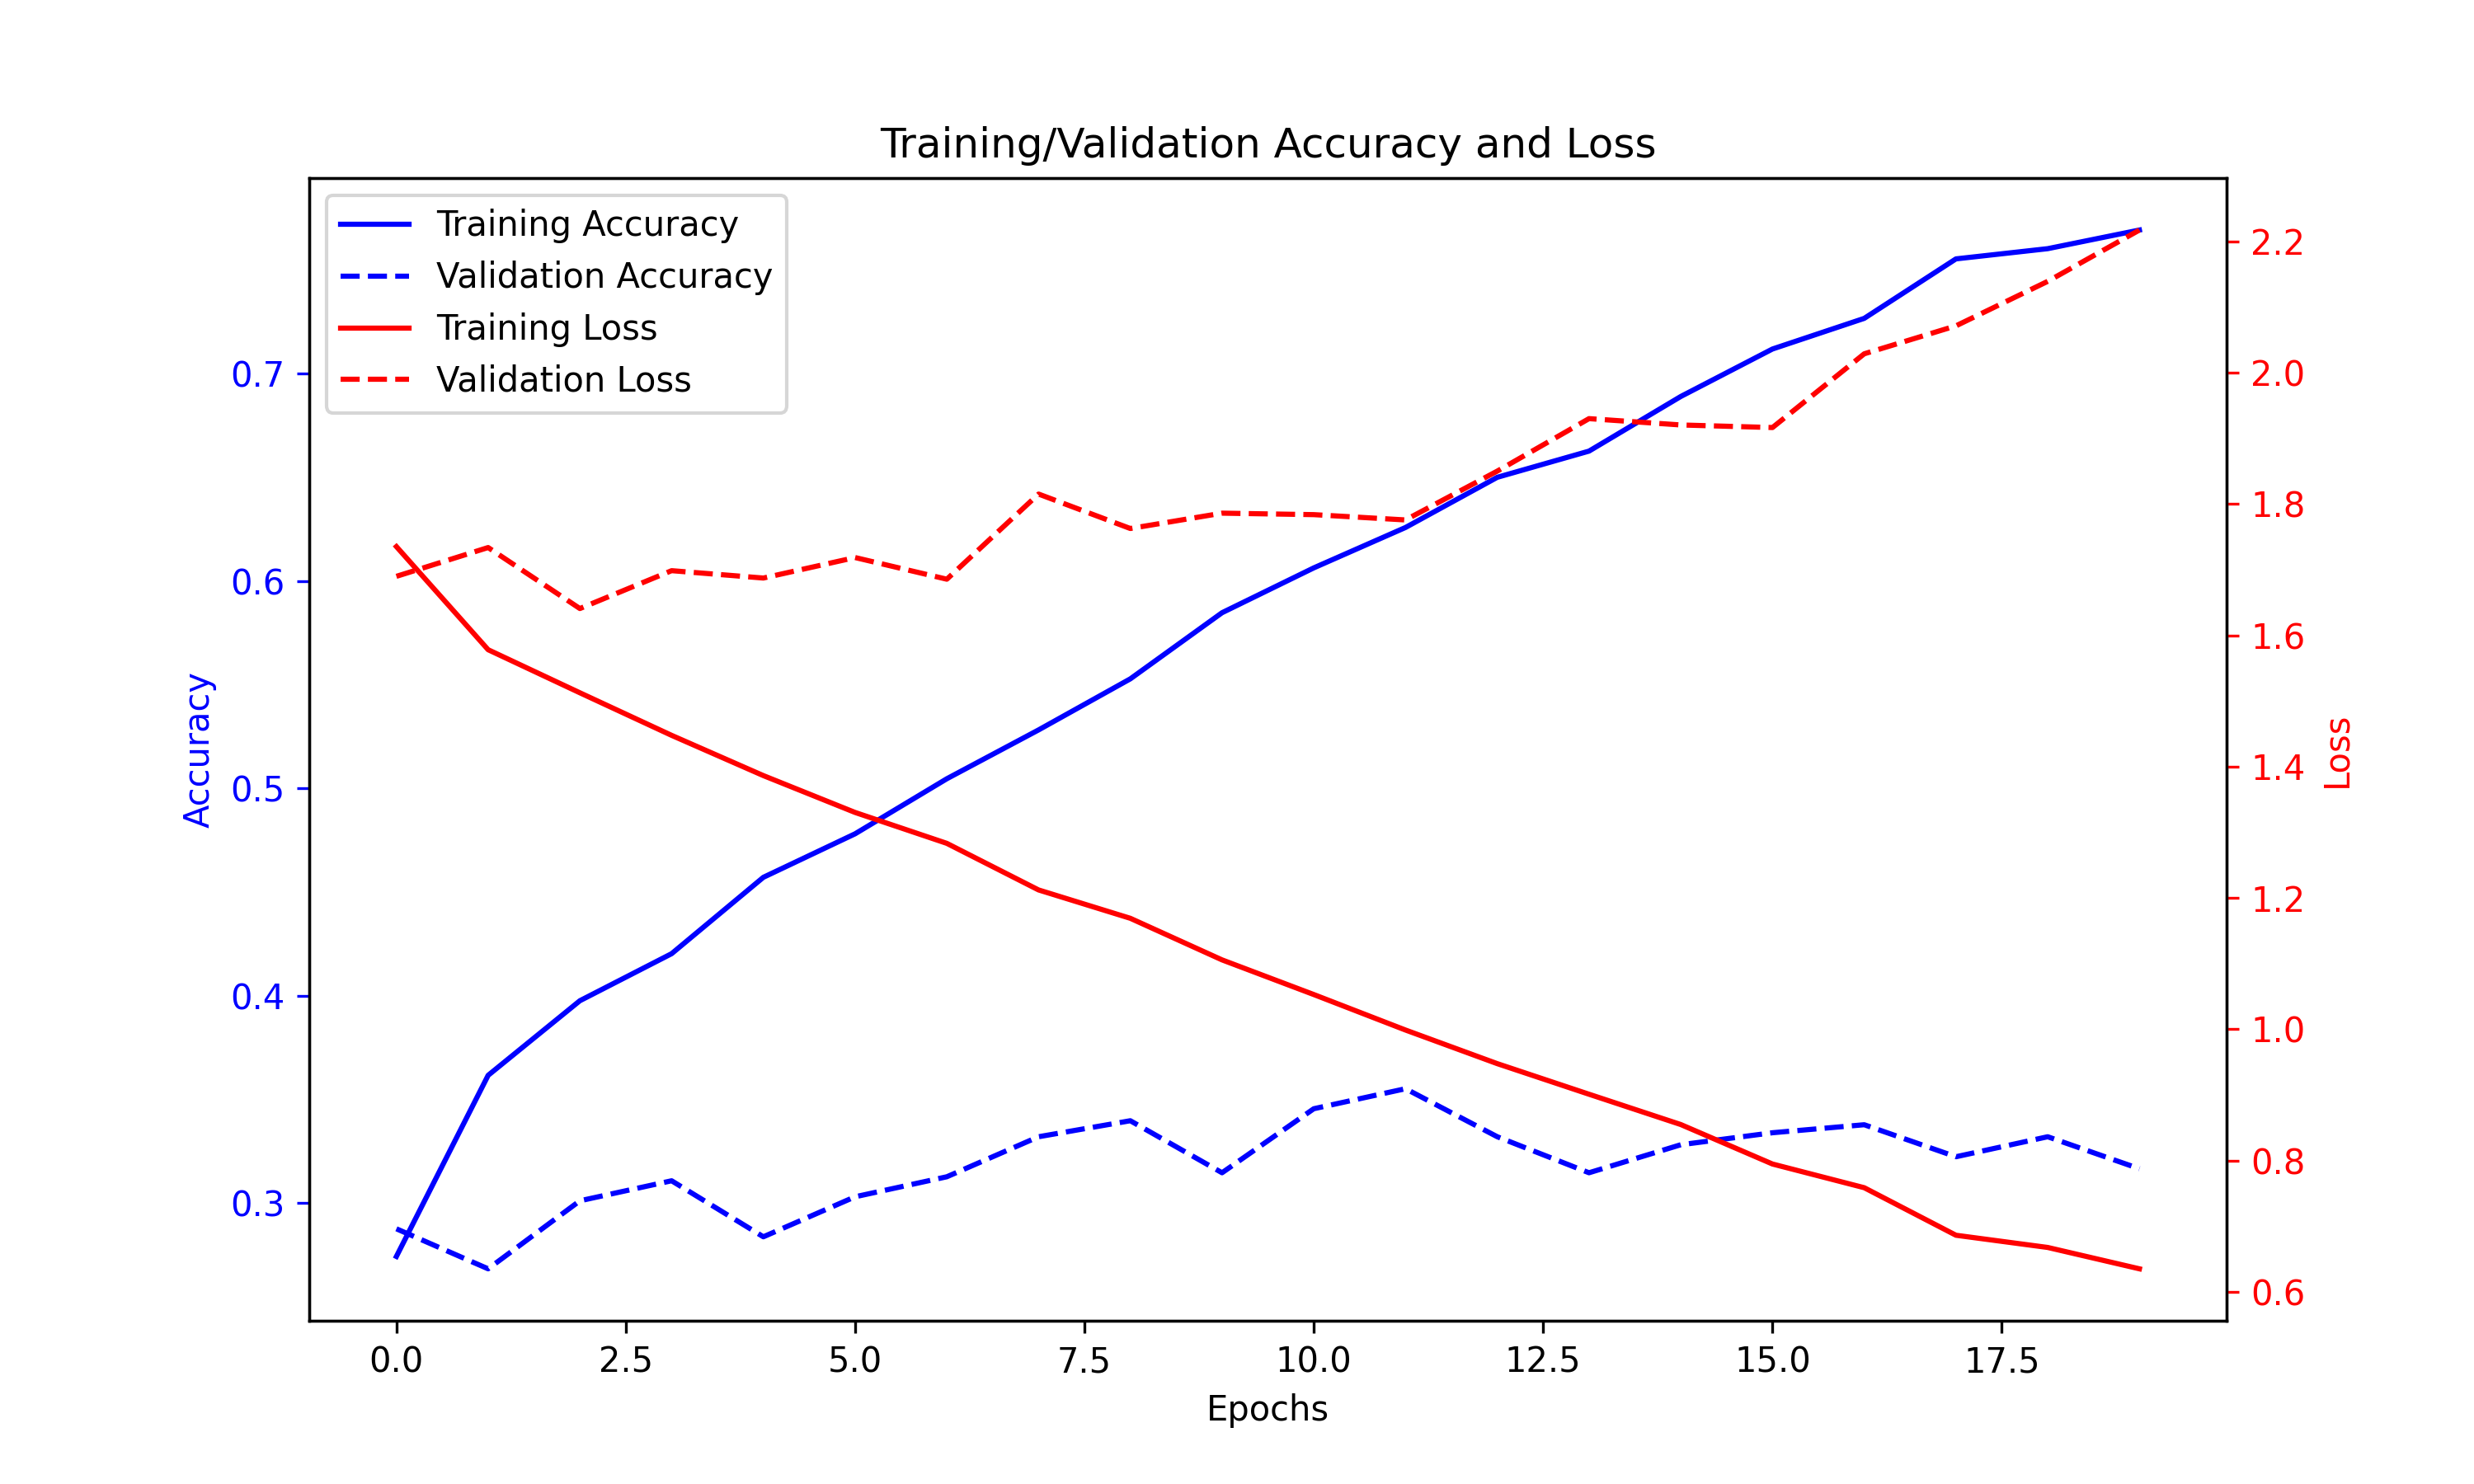 Training/Validation Accuracy and Loss
Training Accuracy
Validation Accuracy
Training Loss
Validation Loss
Accuracy
0.7
0.6
0.5
0.4
0.3
2.2
2.0
1.8
1.6
1.4
1.2
1.0
0.8
0.6
Loss
0.0 2.5 5.0 7.5 10.0 12.5 15.0 17.5
Epochs